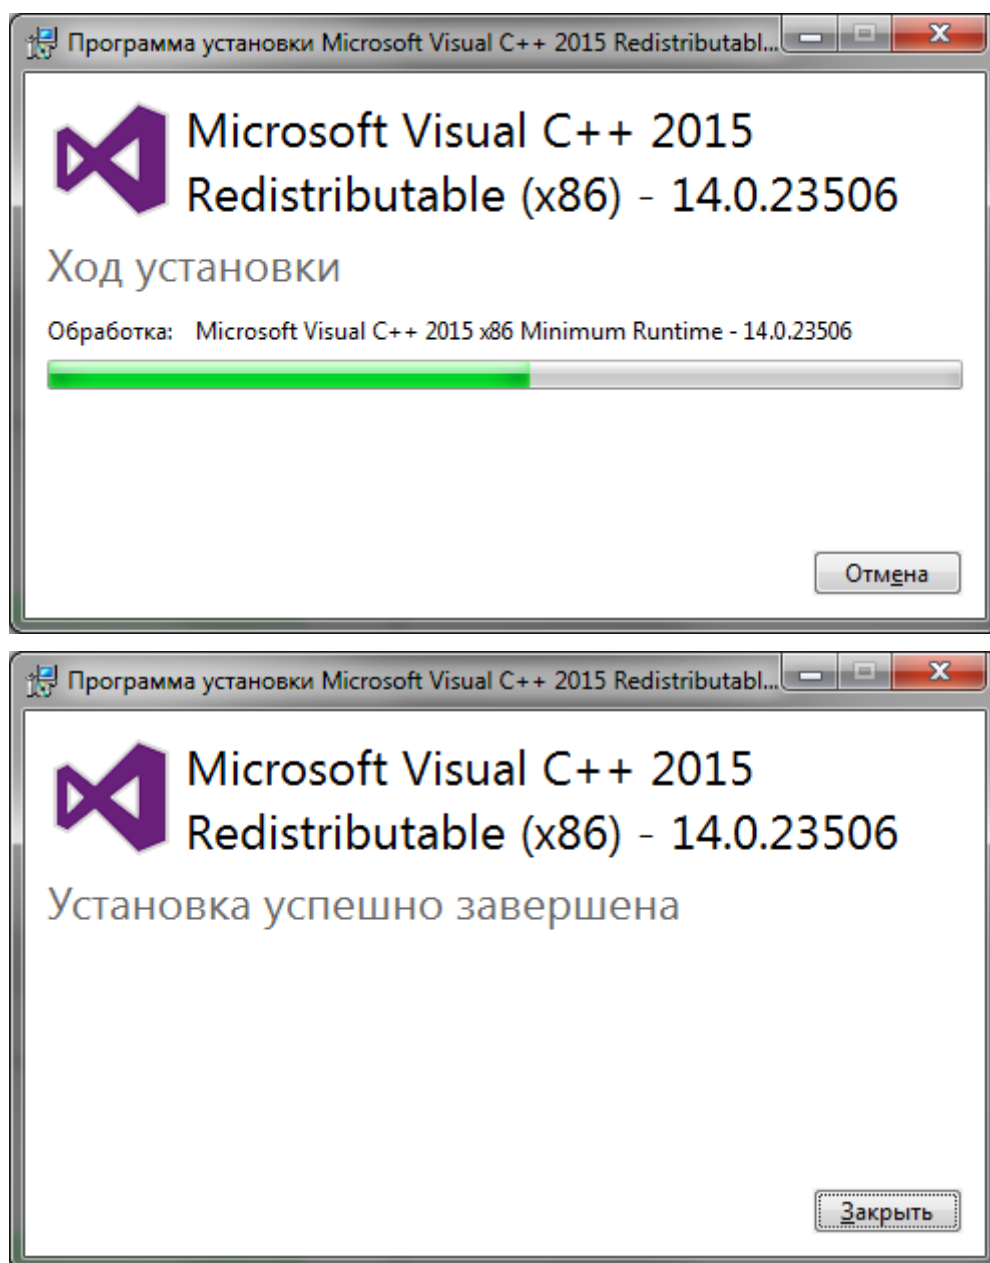 Программа установки Microsoft Visual C++ 2015 Redistributabl...
Microsoft Visual C++ 2015
Redistributable (x86) - 14.0.23506
Ход установки
Обработка: Microsoft Visual C++ 2015 x86 Minimum Runtime - 14.0.23506
Отмена
Программа установки Microsoft Visual C++ 2015 Redistributabl...
Microsoft Visual C++ 2015
Redistributable (x86) - 14.0.23506
Установка успешно завершена
Закрыть